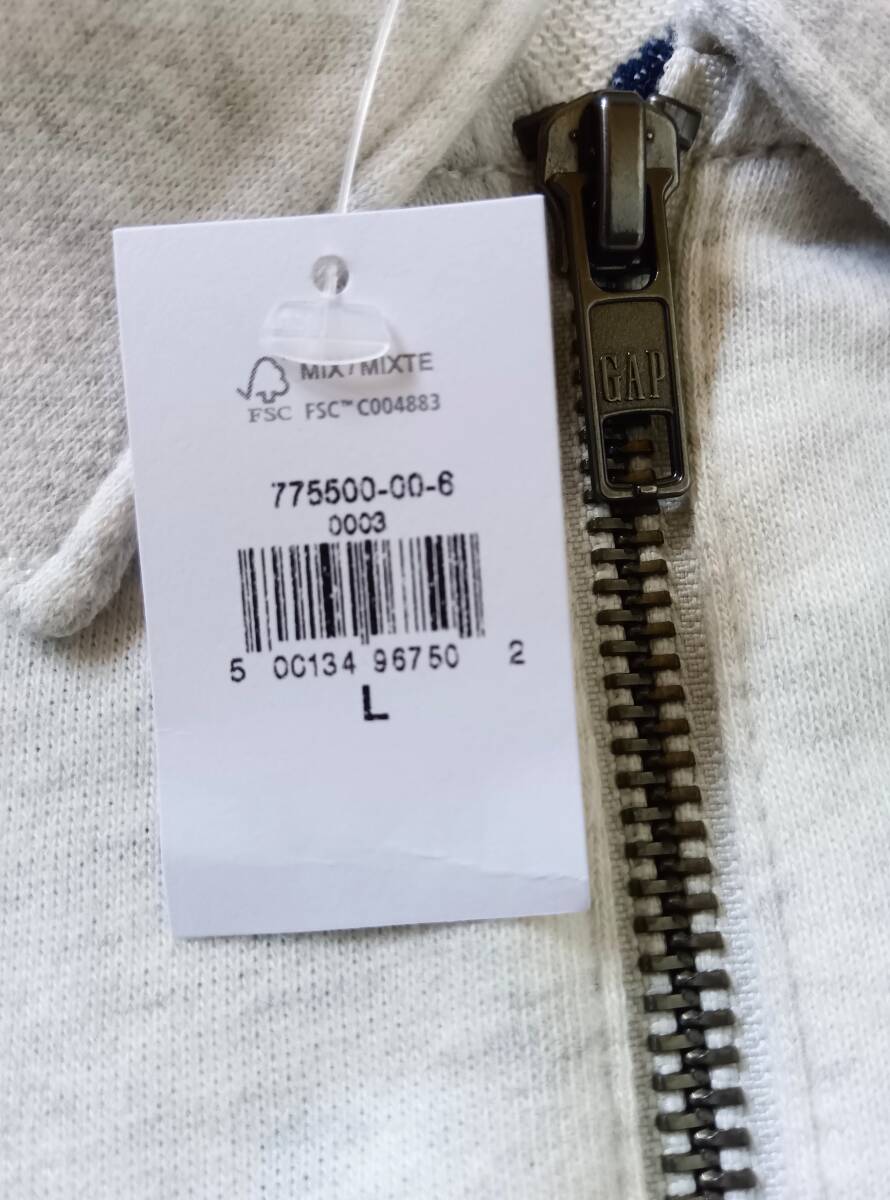 MIX / MIXTE
FSC FSC™ C004883
775500-00-6
0003
5 00134 96750 2
L
GAP